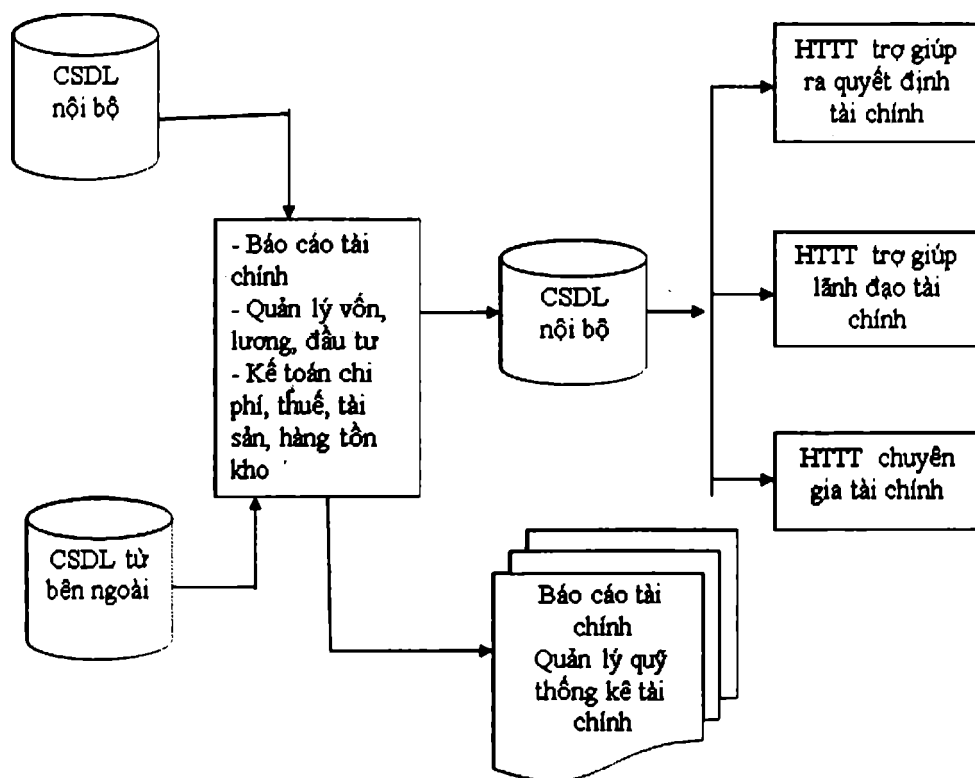 CSDL
nội bộ
HTTT trợ giúp
ra quyết định
tài chính
- Báo cáo tài
chính
- Quản lý vốn,
lương, đầu tư
- Kế toán chi
phí, thuế, tài
sản, hàng tồn
kho
CSDL
nội bộ
HTTT trợ giúp
lãnh đạo tài
chính
HTTT chuyên
gia tài chính
CSDL từ
bên ngoài
Báo cáo tài
chính
Quản lý quỹ
thống kê tài
chính